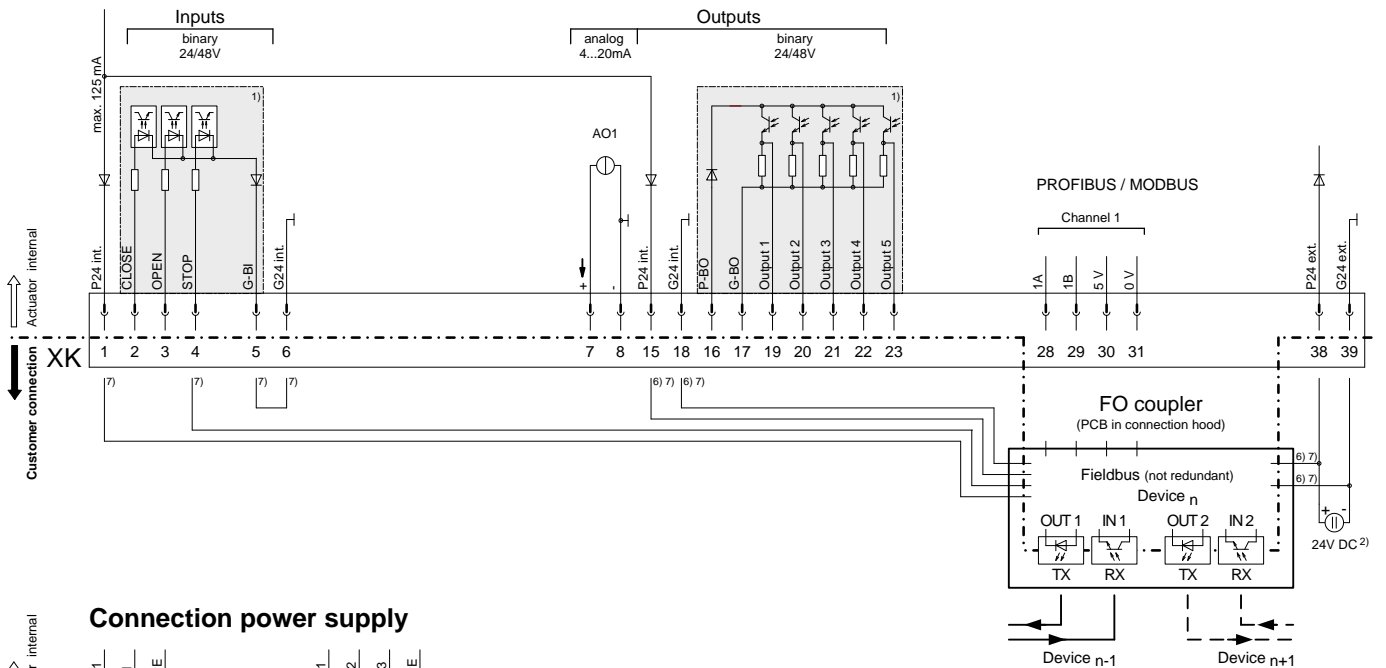 Inputs
binary
24/48V
Outputs
analog
4...20mA
binary
24/48V
max. 125 mA
1)
AO1
1)
PROFIBUS / MODBUS
Channel 1
Actuator internal
P24 int.
CLOSE
OPEN
STOP
G-BI
G24 int.
+
-
P24 int.
G24 int.
P-BO
G-BO
Output 1
Output 2
Output 3
Output 4
Output 5
1A
1B
5 V
0 V
P24 ext.
G24 ext.
XK 1 2 3 4 5 6 7 8 15 18 16 17 19 20 21 22 23 28 29 30 31 38 39
Customer connection
7) 7) 7) 7) 6) 7) 6) 7)
FO coupler
(PCB in connection hood)
6) 7)
Fieldbus (not redundant)
6) 7)
Device n
OUT 1 IN 1 OUT 2 IN 2
+ -
24V DC 2)
TX RX TX RX
Connection power supply
Device n-1 Device n+1